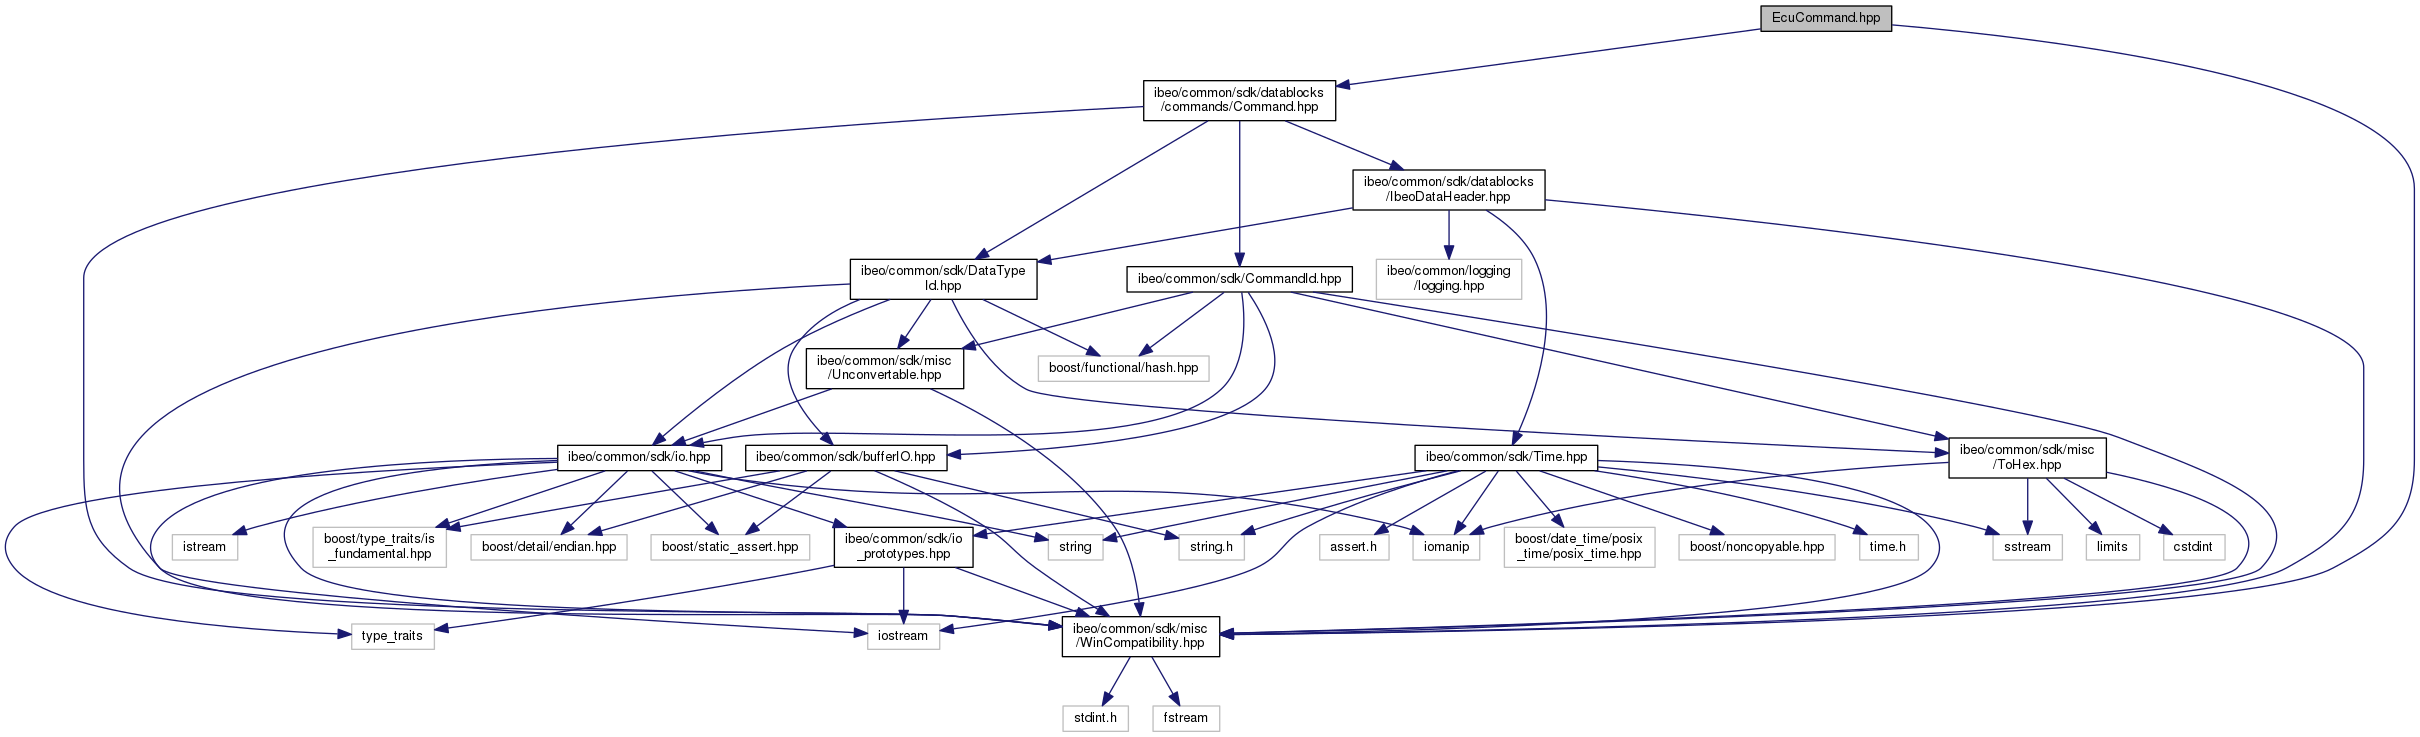 EcuCommand.hpp
ibeo/common/sdk/datablocks
/commands/Command.hpp
ibeo/common/sdk/datablocks
/IbeoDataHeader.hpp
ibeo/common/sdk/DataType
Id.hpp
ibeo/common/sdk/CommandId.hpp
ibeo/common/logging
/logging.hpp
ibeo/common/sdk/misc
/Unconvertable.hpp
boost/functional/hash.hpp
ibeo/common/sdk/io.hpp
ibeo/common/sdk/bufferIO.hpp
ibeo/common/sdk/Time.hpp
ibeo/common/sdk/misc
/ToHex.hpp
istream
boost/type_traits/is
_fundamental.hpp
boost/detail/endian.hpp
boost/static_assert.hpp
ibeo/common/sdk/io
_prototypes.hpp
string
string.h
assert.h
iomanip
boost/date_time/posix
_time/posix_time.hpp
boost/noncopyable.hpp
time.h
sstream
limits
cstdint
type_traits
iostream
ibeo/common/sdk/misc
/WinCompatibility.hpp
stdint.h
fstream